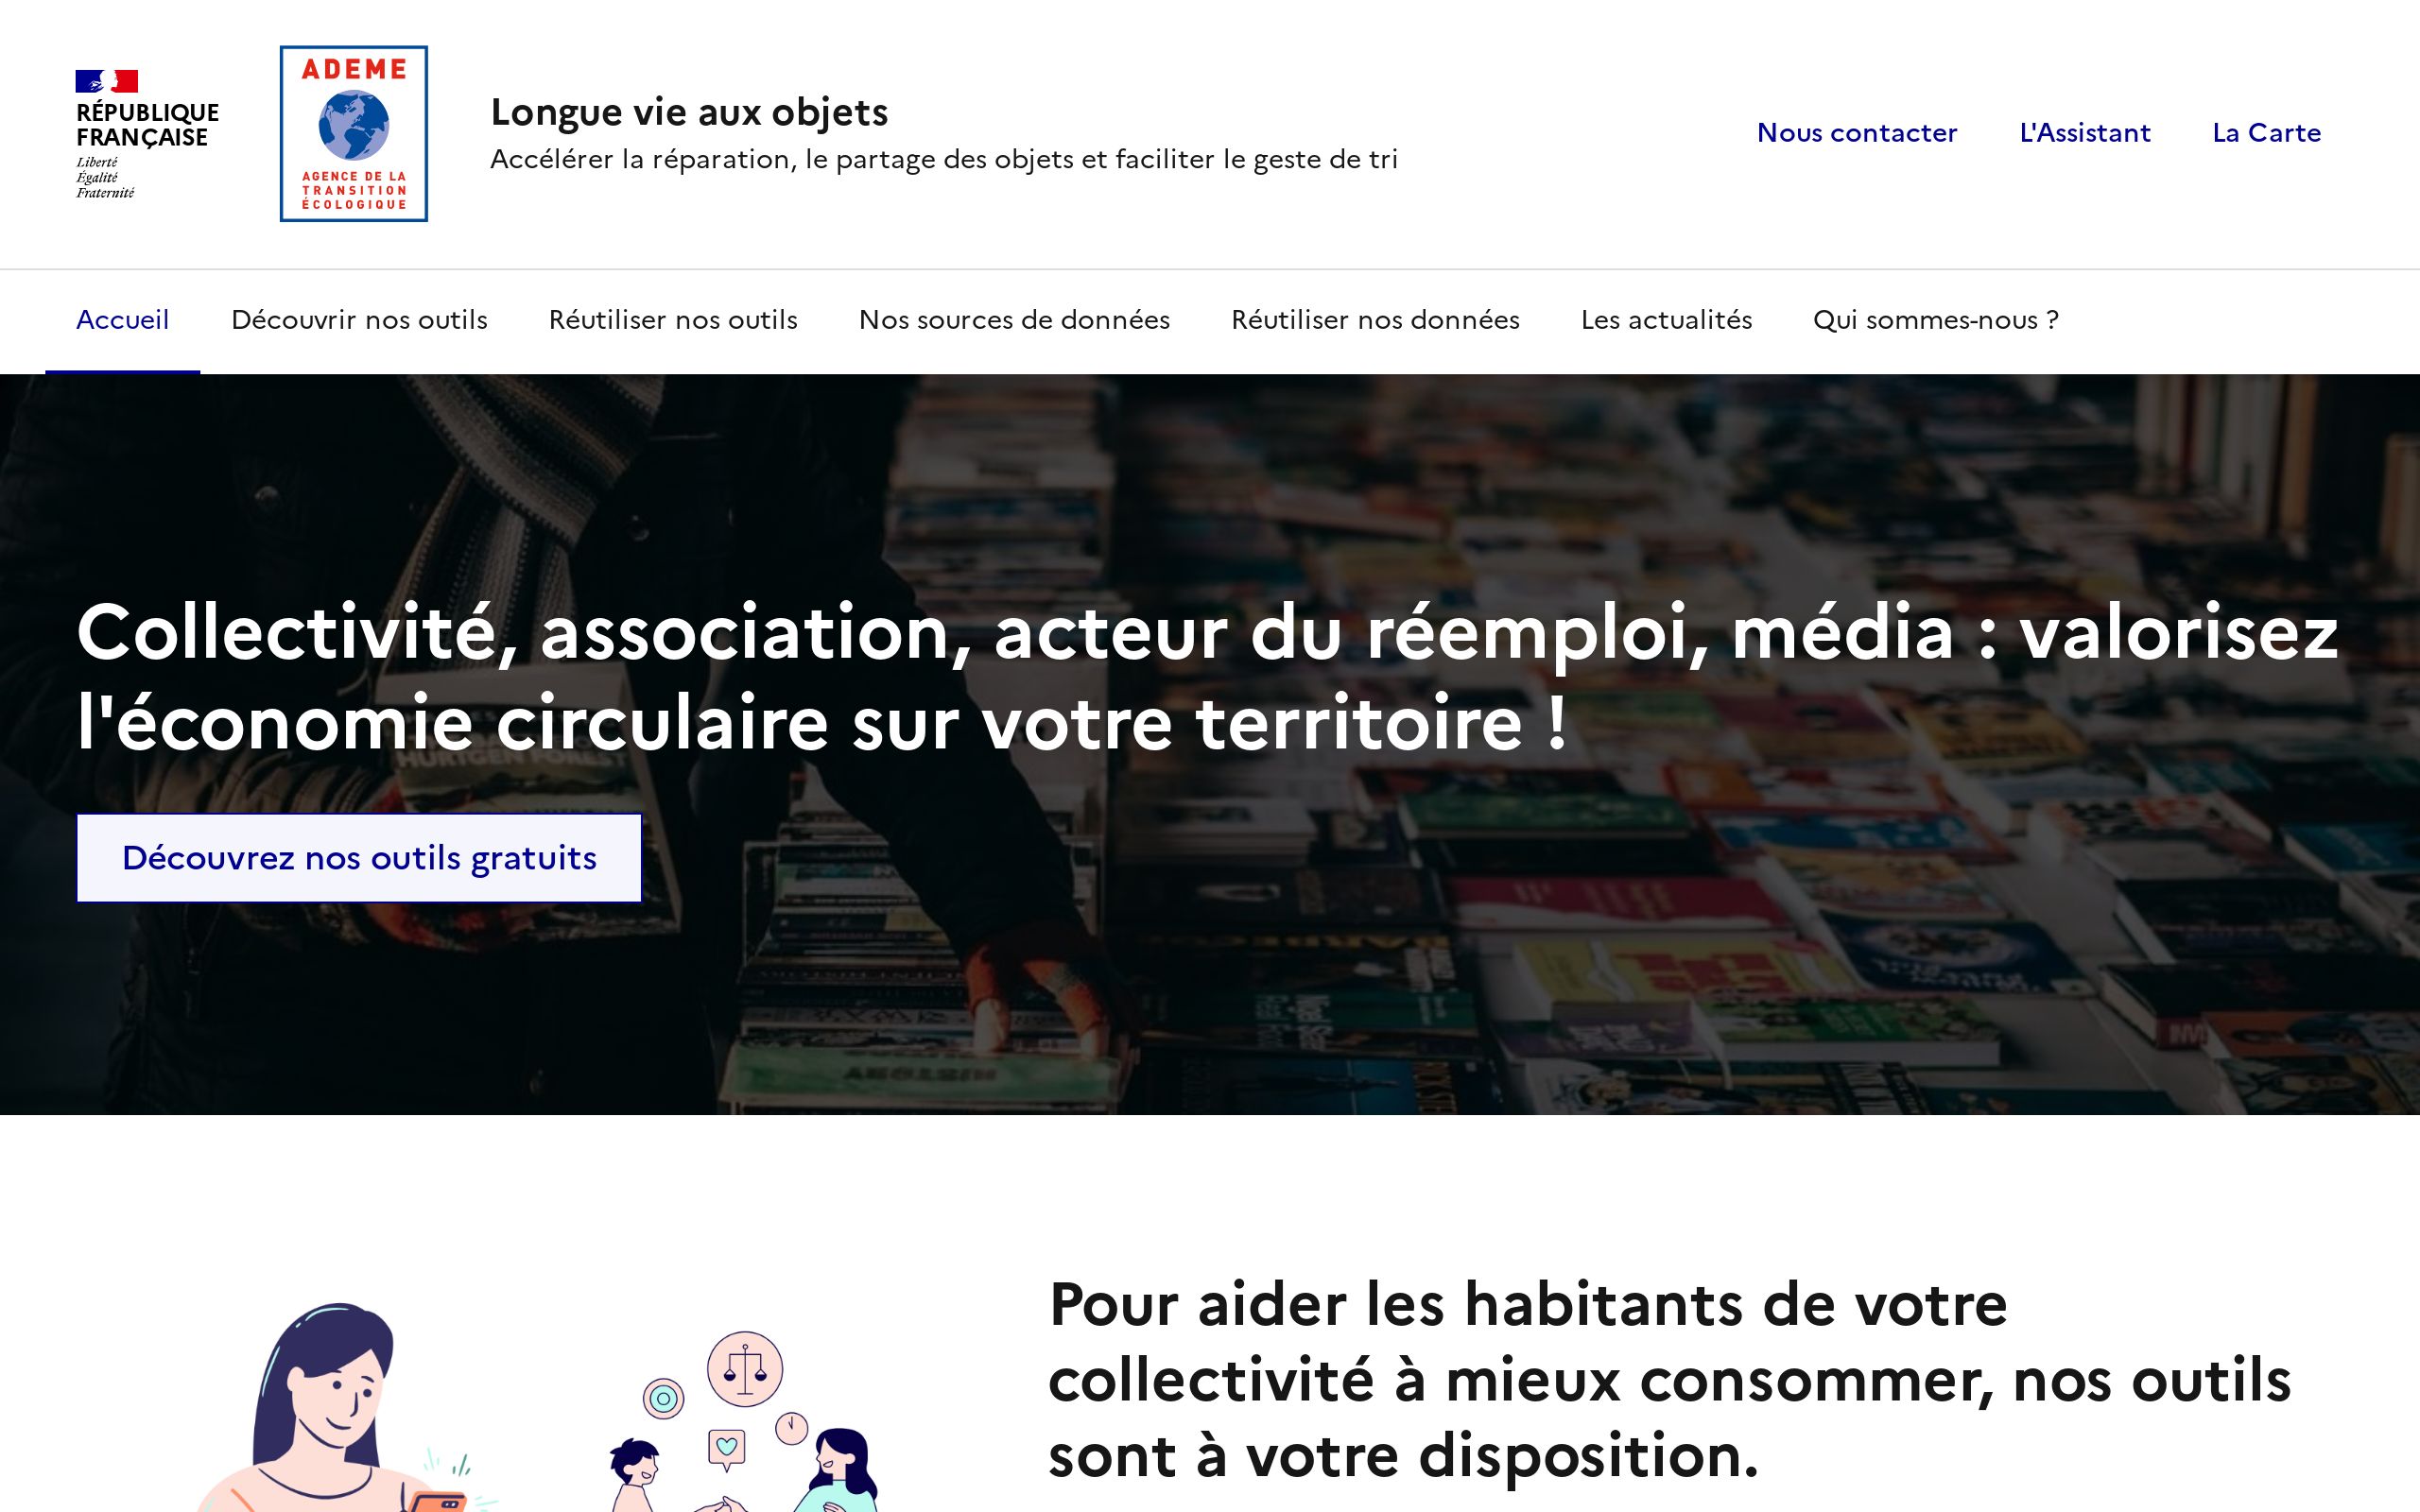 RÉPUBLIQUE
FRANÇAISE
Liberté
Égalité
Fraternité
ADEME
AGENCE DE LA
TRANSITION
ÉCOLOGIQUE
Longue vie aux objets
Accélérer la réparation, le partage des objets et faciliter le geste de tri
Nous contacter
L'Assistant
La Carte
Accueil
Découvrir nos outils
Réutiliser nos outils
Nos sources de données
Réutiliser nos données
Les actualités
Qui sommes-nous ?
Collectivité, association, acteur du réemploi, média : valorisez
l'économie circulaire sur votre territoire !
HÜRTGEN FOREST
Découvrez nos outils gratuits
Pour aider les habitants de votre
collectivité à mieux consommer, nos outils
sont à votre disposition.